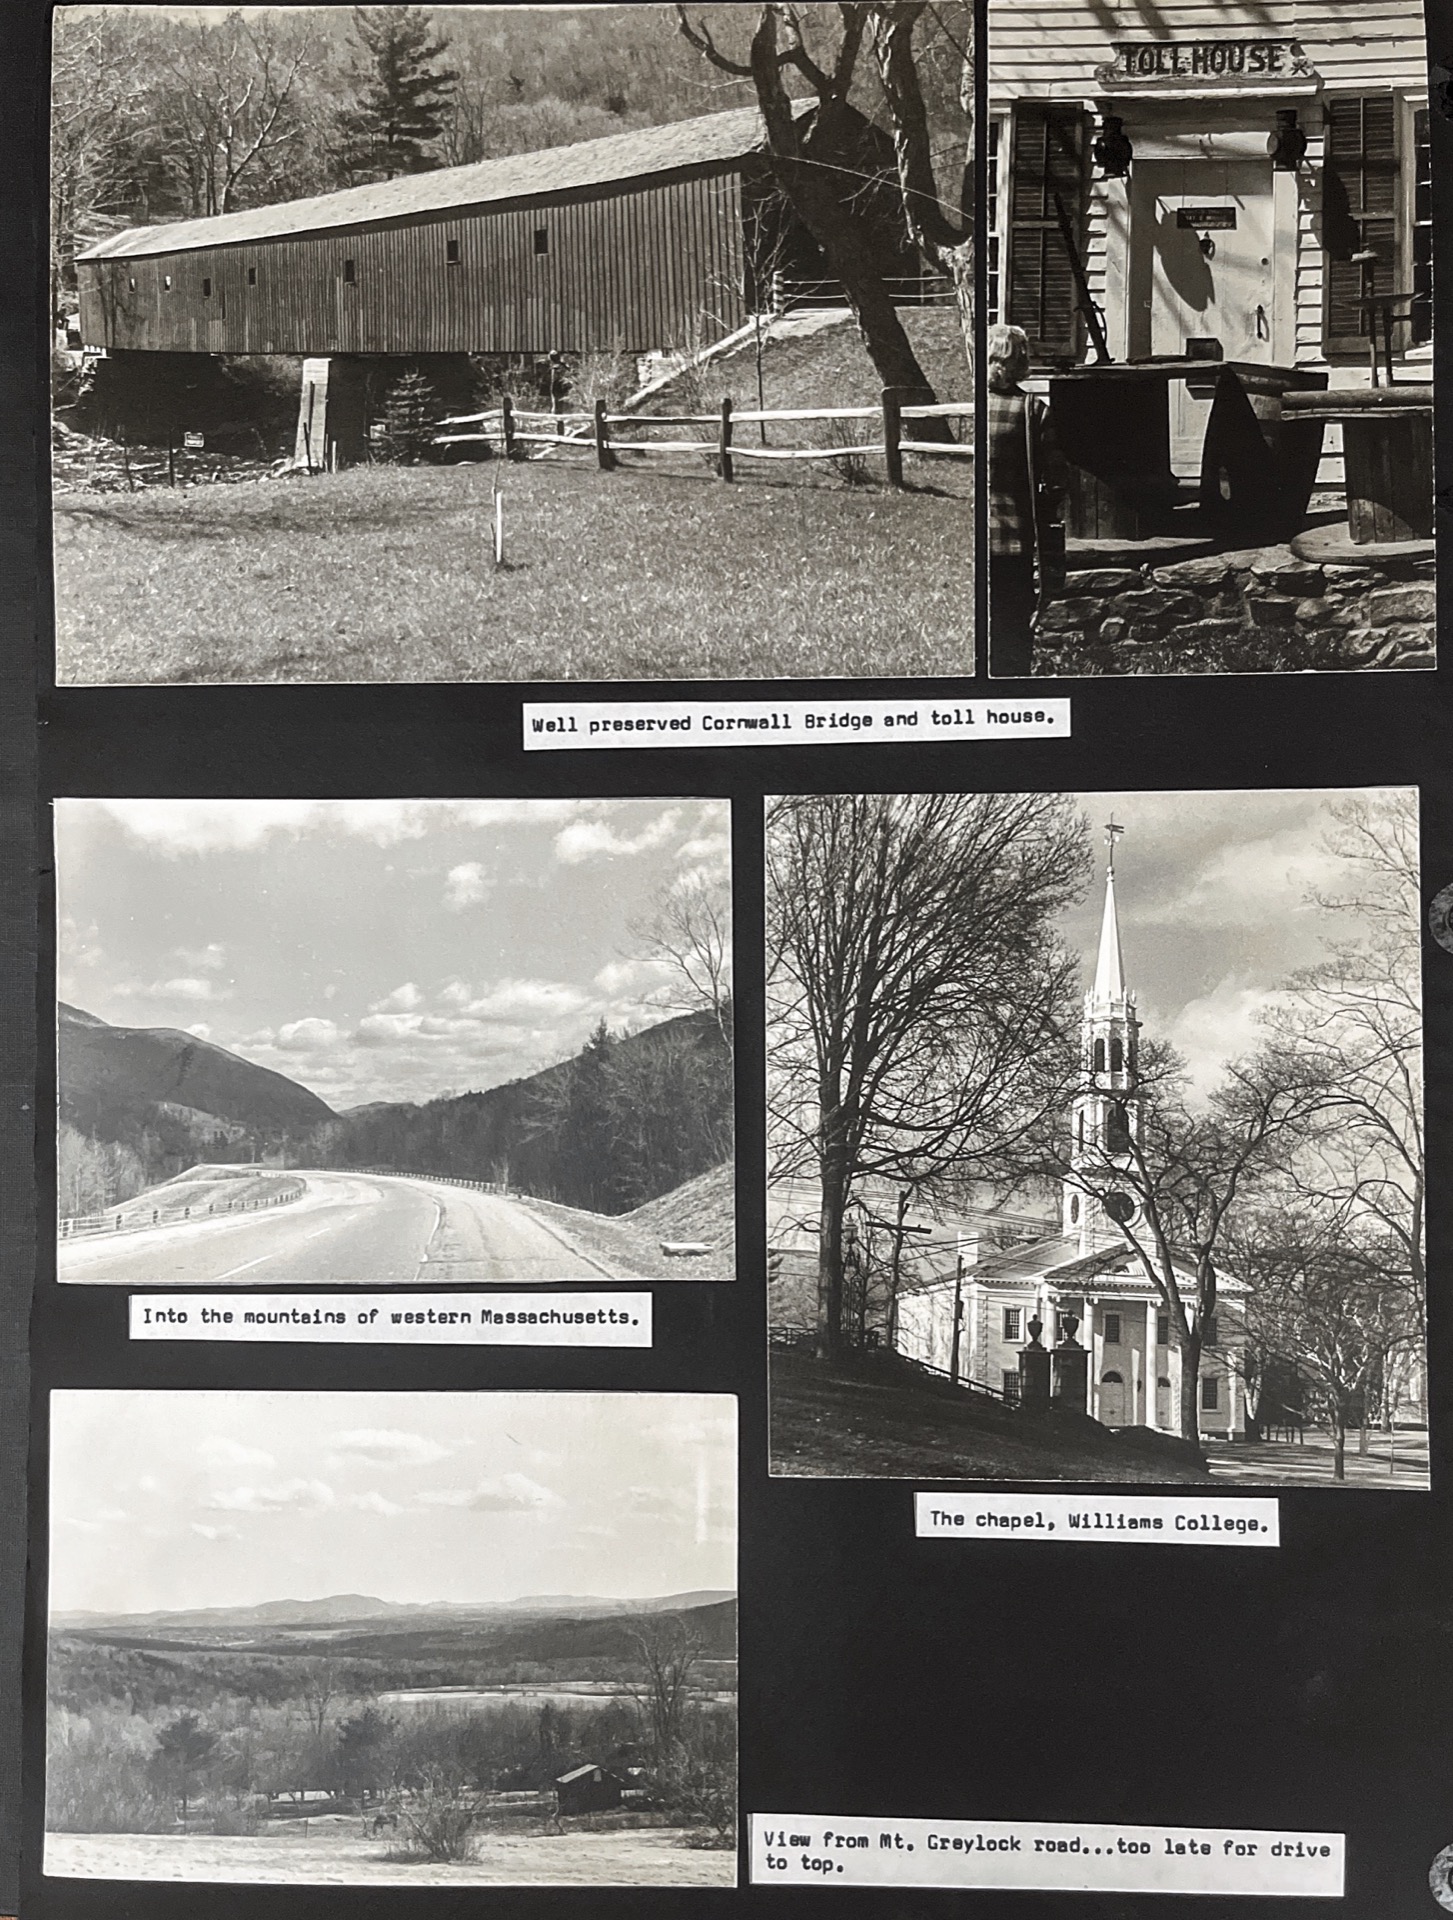 TOLL HOUSE
Well preserved Cornwall Bridge and toll house.
Into the mountains of western Massachusetts.
The chapel, Williams College.
View from Mt. Greylock road...too late for drive
to top.